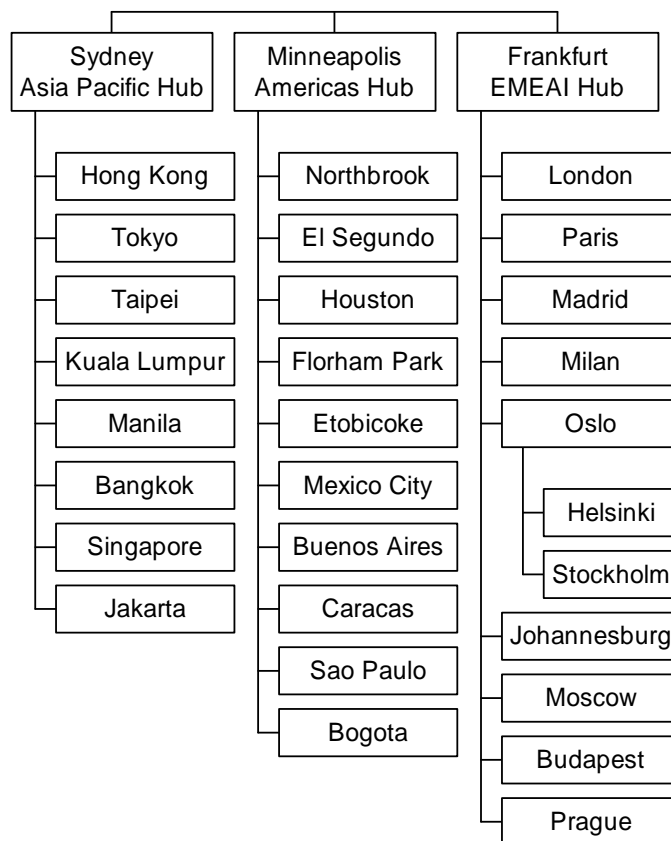 Sydney
Asia Pacific Hub
Hong Kong
Tokyo
Taipei
Kuala Lumpur
Manila
Bangkok
Singapore
Jakarta
Minneapolis
Americas Hub
Northbrook
El Segundo
Houston
Florham Park
Etobicoke
Mexico City
Buenos Aires
Caracas
Sao Paulo
Bogota
Frankfurt
EMEAI Hub
London
Paris
Madrid
Milan
Oslo
Helsinki
Stockholm
Johannesburg
Moscow
Budapest
Prague